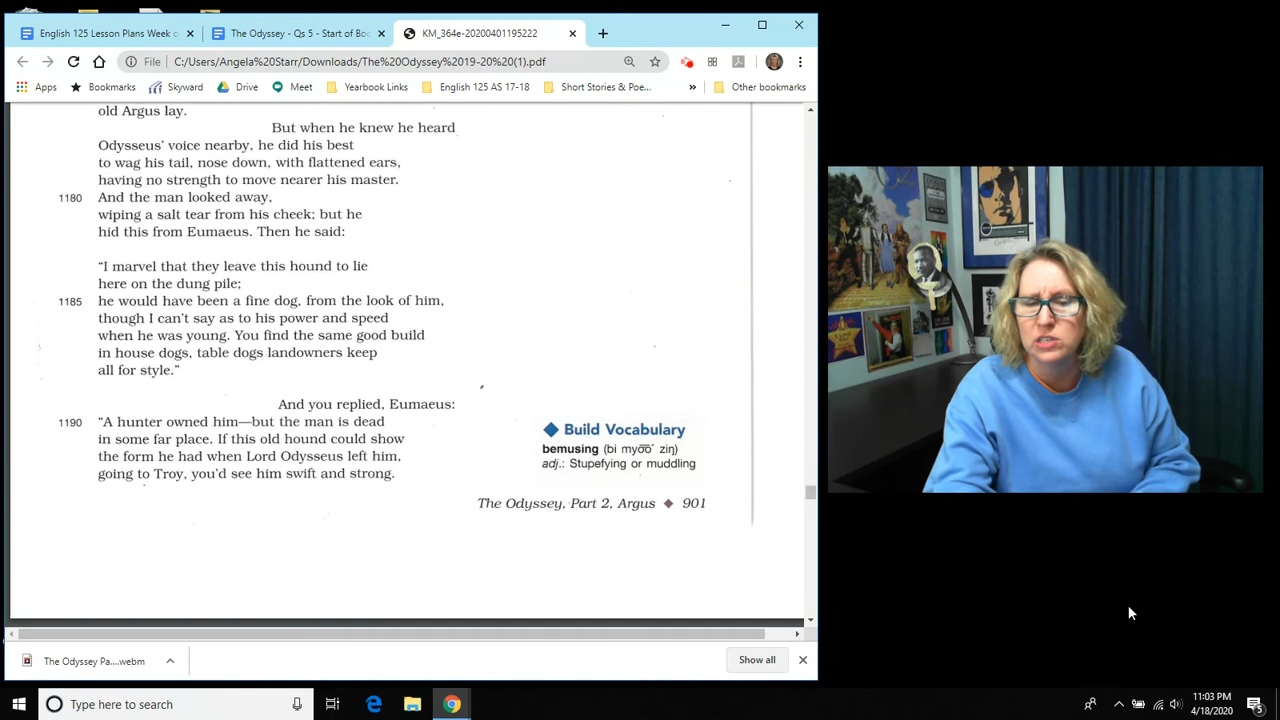 English 125 Lesson Plans Week o
The Odyssey - Qs 5 - Start of Boo
KM_364e-20200401195222
File
C:/Users/Angela%20Starr/Downloads/The%20Odyssey%2019-20%20(1).pdf
Apps
Bookmarks
Skyward
Drive
Meet
Yearbook Links
English 125 AS 17-18
Short Stories & Poe...
»
Other bookmarks
old Argus lay.
But when he knew he heard
Odysseus' voice nearby, he did his best
to wag his tail, nose down, with flattened ears,
having no strength to move nearer his master.
1180 And the man looked away,
wiping a salt tear from his cheek; but he
hid this from Eumaeus. Then he said:
“I marvel that they leave this hound to lie
here on the dung pile;
1185 he would have been a fine dog, from the look of him,
though I can't say as to his power and speed
when he was young. You find the same good build
in house dogs, table dogs landowners keep
all for style.”
And you replied, Eumaeus:
1190 “A hunter owned him—but the man is dead
in some far place. If this old hound could show
the form he had when Lord Odysseus left him,
going to Troy, you'd see him swift and strong.
◆ Build Vocabulary
bemusing (bi myo͞o′ ziŋ)
adj.: Stupefying or muddling
The Odyssey, Part 2, Argus ◆ 901
The Odyssey Pa....webm
Show all
Type here to search
11:03 PM
4/18/2020
5